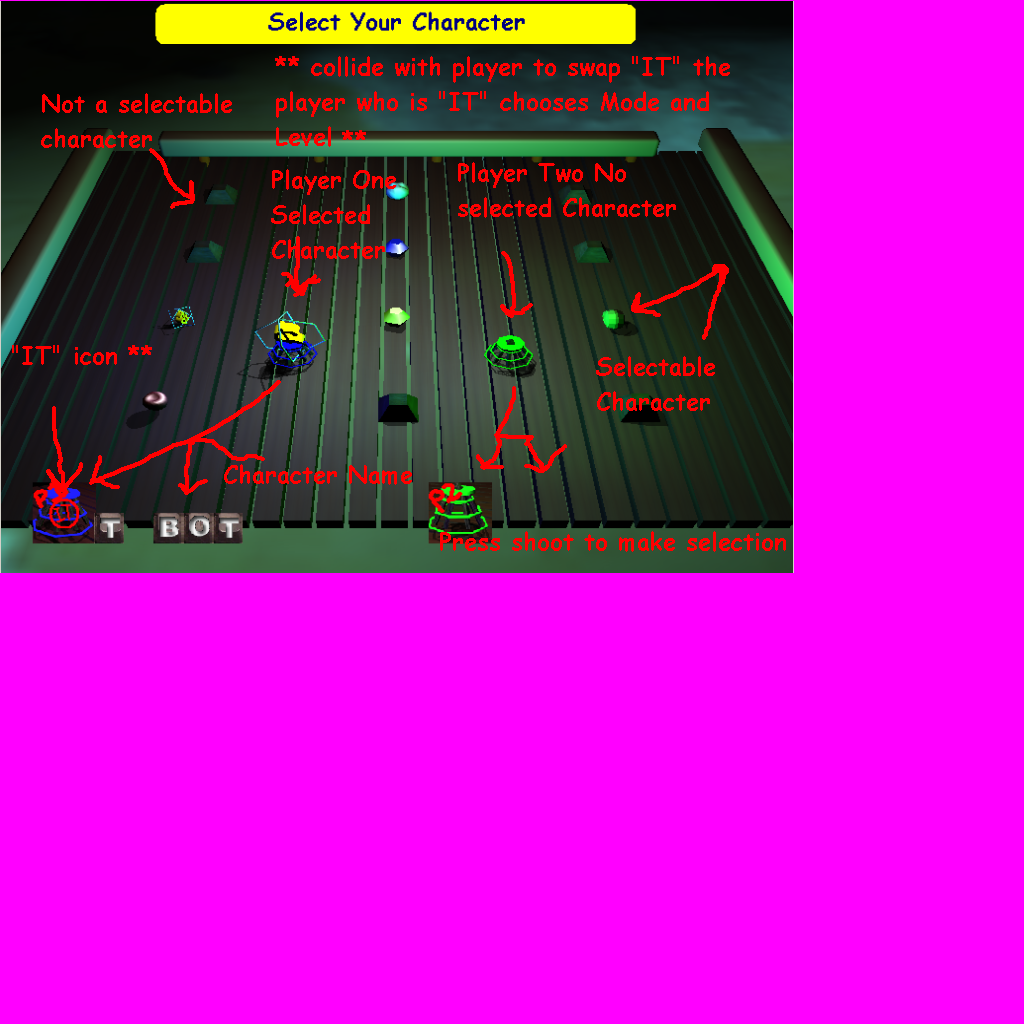 Select Your Character
** collide with player to swap "IT" the
player who is "IT" chooses Mode and
Level **
Not a selectable
character
Player One
Selected
Character
Player Two No
selected Character
"IT" icon **
Selectable
Character
Character Name
T BOT
Press shoot to make selection